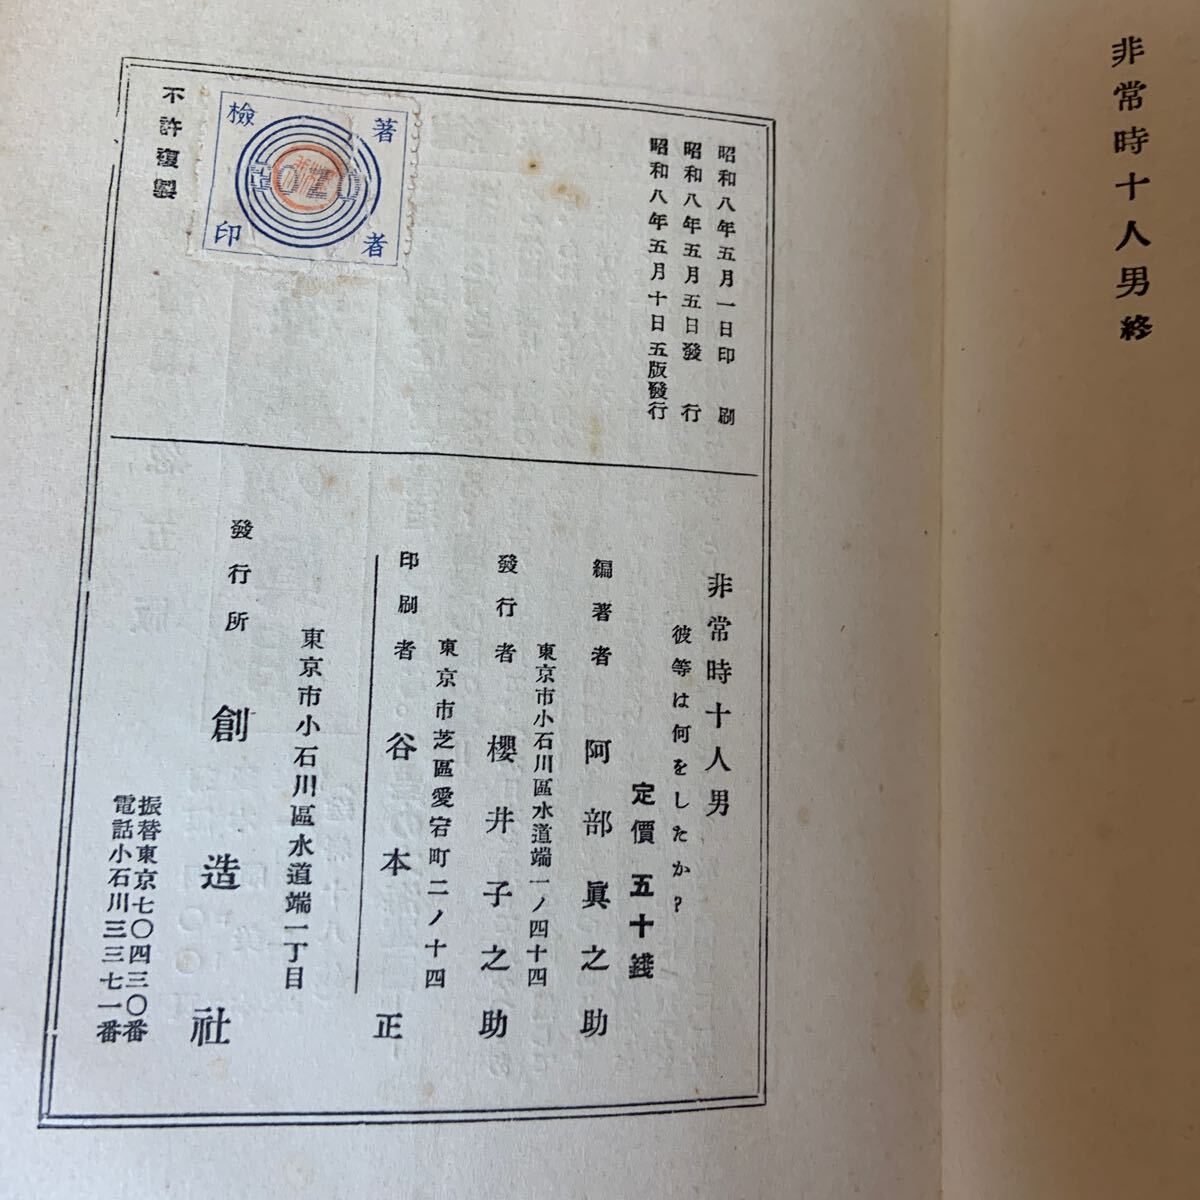 非常時十人男終
昭和八年五月一日印刷
昭和八年五月五日發行
昭和八年五月十日五版發行
著者
檢印
SOZO
不許複製
非常時十人男
彼等は何をしたか?
定價五十錢
編著者 阿部眞之助
東京市小石川區水道端一ノ四十四
發行者 櫻井子之助
東京市芝區愛宕町二ノ十四
印刷者 谷本正
東京市小石川區水道端一丁目
發行所 創造社
振替東京七〇四三〇番
電話小石川三三七一番